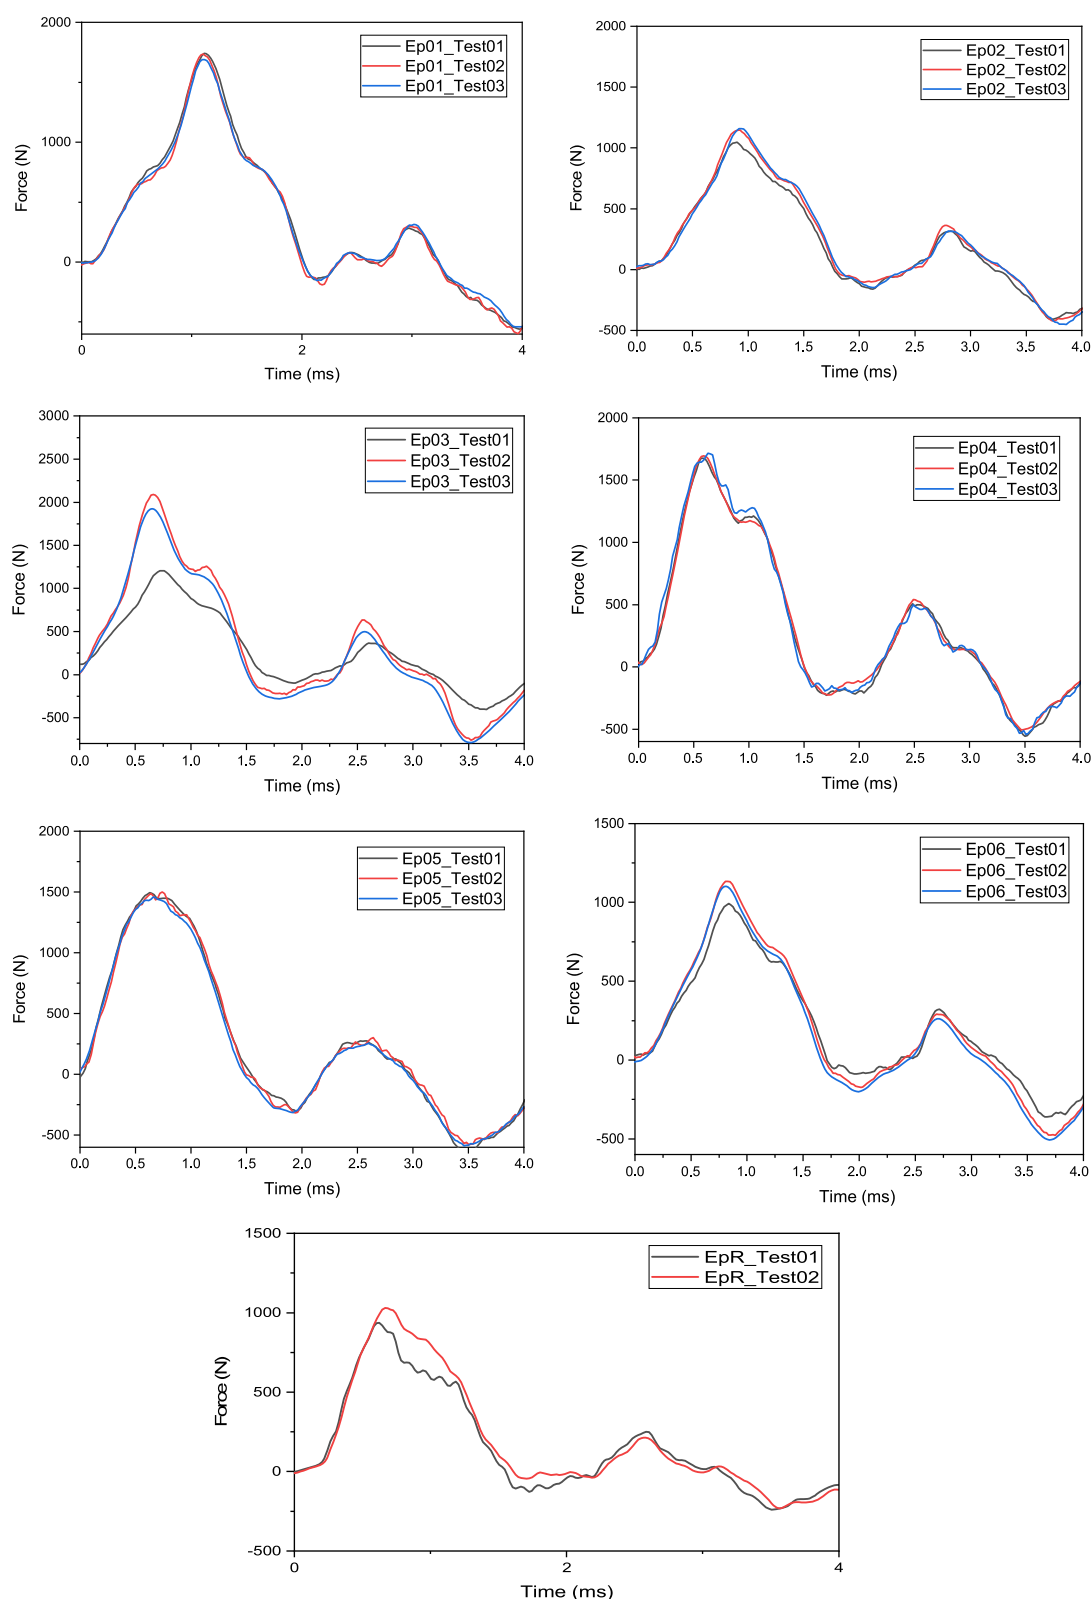 2000
1000
0
Force (N)
0
2
4
Time (ms)
Ep01_Test01
Ep01_Test02
Ep01_Test03
2000
1500
1000
500
0
-500
Force (N)
0.0 0.5 1.0 1.5 2.0 2.5 3.0 3.5 4.0
Time (ms)
Ep02_Test01
Ep02_Test02
Ep02_Test03
3000
2500
2000
1500
1000
500
0
-500
Force (N)
0.0 0.5 1.0 1.5 2.0 2.5 3.0 3.5 4.0
Time (ms)
Ep03_Test01
Ep03_Test02
Ep03_Test03
2000
1500
1000
500
0
-500
Force (N)
0.0 0.5 1.0 1.5 2.0 2.5 3.0 3.5 4.0
Time (ms)
Ep04_Test01
Ep04_Test02
Ep04_Test03
2000
1500
1000
500
0
-500
Force (N)
0.0 0.5 1.0 1.5 2.0 2.5 3.0 3.5 4.0
Time (ms)
Ep05_Test01
Ep05_Test02
Ep05_Test03
1500
1000
500
0
-500
Force (N)
0.0 0.5 1.0 1.5 2.0 2.5 3.0 3.5 4.0
Time (ms)
Ep06_Test01
Ep06_Test02
Ep06_Test03
1500
1000
500
0
-500
Force (N)
0 2 4
Time (ms)
EpR_Test01
EpR_Test02